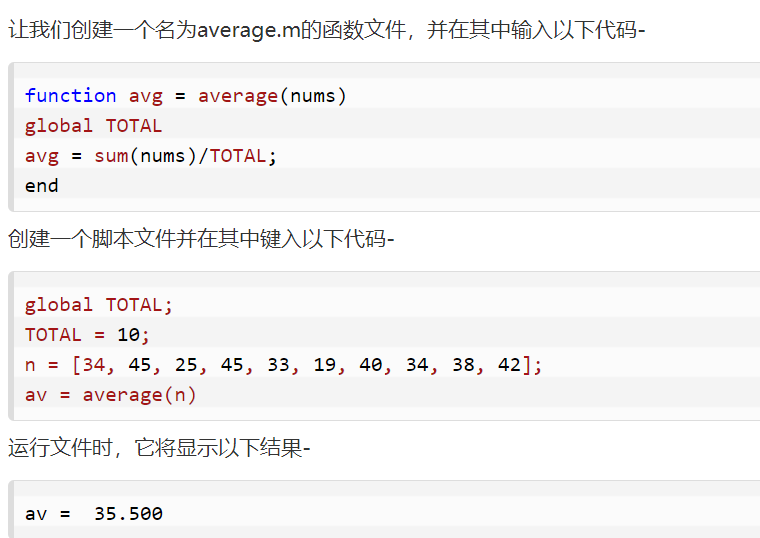 让我们创建一个名为average.m的函数文件，并在其中输入以下代码-
function avg = average(nums)
global TOTAL
avg = sum(nums)/TOTAL;
end
创建一个脚本文件并在其中键入以下代码-
global TOTAL;
TOTAL = 10;
n = [34, 45, 25, 45, 33, 19, 40, 34, 38, 42];
av = average(n)
运行文件时，它将显示以下结果-
av =  35.500